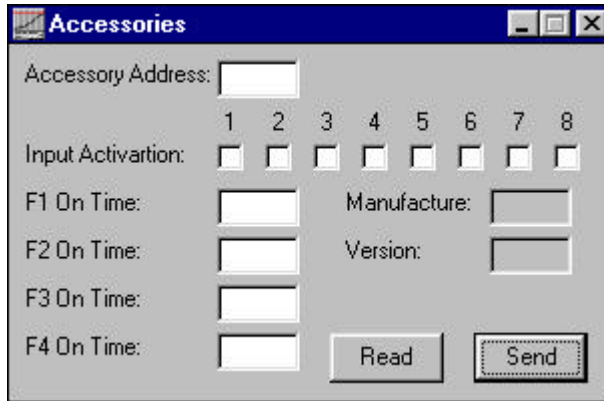 Accessories
Accessory Address:
1 2 3 4 5 6 7 8
Input Activartion:
F1 On Time: Manufacture:
F2 On Time: Version:
F3 On Time:
F4 On Time: Read Send